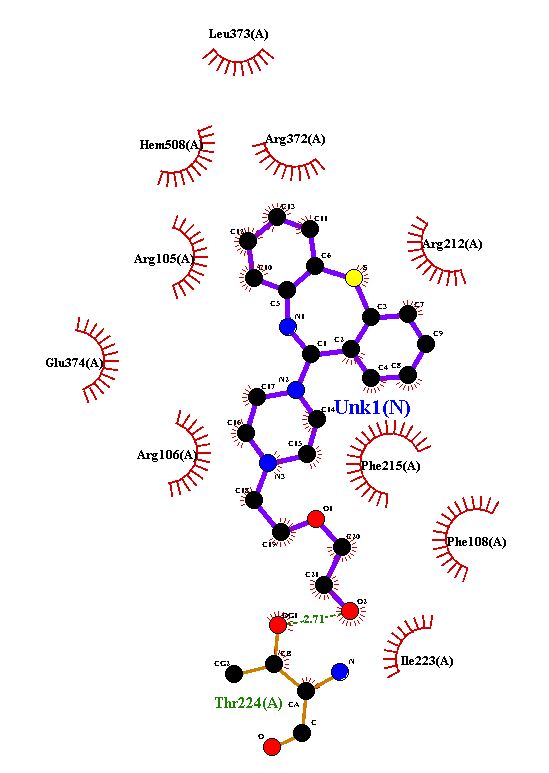 Leu373(A)
Hem508(A)
Arg372(A)
C13
C12
C11
Arg212(A)
Arg105(A)
C6
S
C10
C5
C3
C7
N1
C9
C1
C2
Glu374(A)
C4
C8
N2
C17
Unk1(N)
C14
C16
Arg106(A)
C15
Phe215(A)
N3
C18
O1
C19
C20
Phe108(A)
C21
O2
OG1
2.71
CB
N
Ile223(A)
CG2
CA
Thr224(A)
C
O